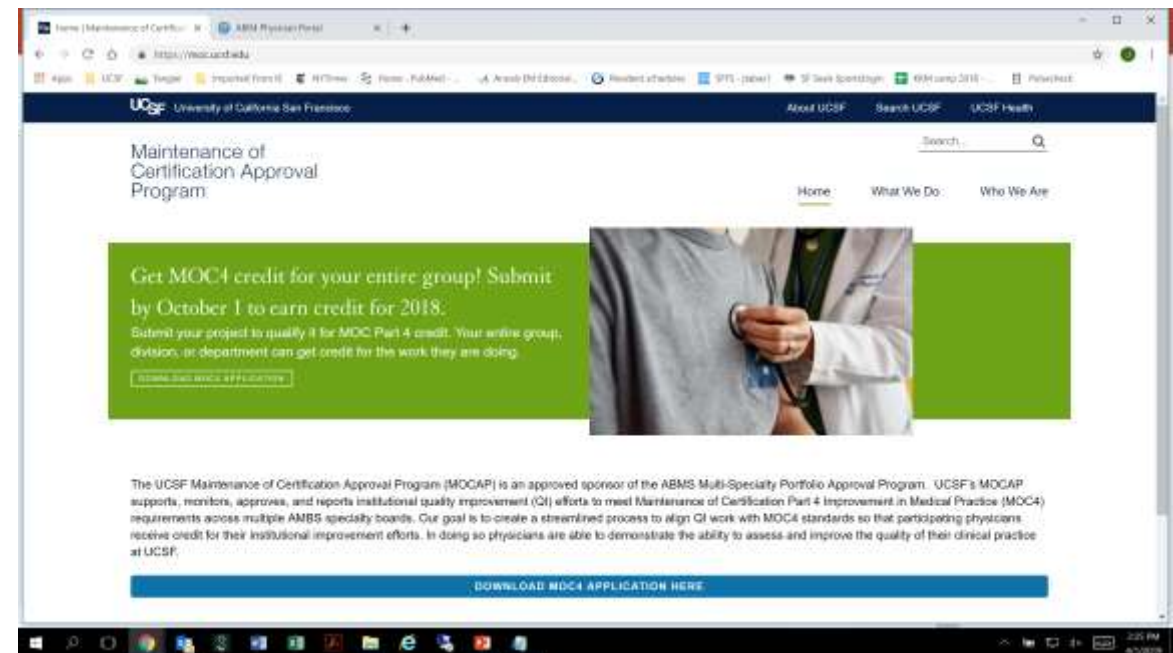 Home | Maintenance of Certific
ABIM Physician Portal
https://moc.ucsf.edu
Apps
UCSF
Imported From IE
NYTimes
Home - PubMed -
Resident schedules
UCSF University of California San Francisco
About UCSF Search UCSF UCSF Health
Search...
Maintenance of
Certification Approval
Program
Home What We Do Who We Are
Get MOC4 credit for your entire group! Submit
by October 1 to earn credit for 2018.
Submit your project to qualify it for MOC Part 4 credit. Your entire group,
division, or department can get credit for the work they are doing.
DOWNLOAD MOC4 APPLICATION
The UCSF Maintenance of Certification Approval Program (MOCAP) is an approved sponsor of the ABMS Multi-Specialty Portfolio Approval Program. UCSF's MOCAP
supports, monitors, approves, and reports institutional quality improvement (QI) efforts to meet Maintenance of Certification Part 4 Improvement in Medical Practice (MOC4)
requirements across multiple AMBS specialty boards. Our goal is to create a streamlined process to align QI work with MOC4 standards so that participating physicians
receive credit for their institutional improvement efforts. In doing so physicians are able to demonstrate the ability to assess and improve the quality of their clinical practice
at UCSF.
DOWNLOAD MOC4 APPLICATION HERE